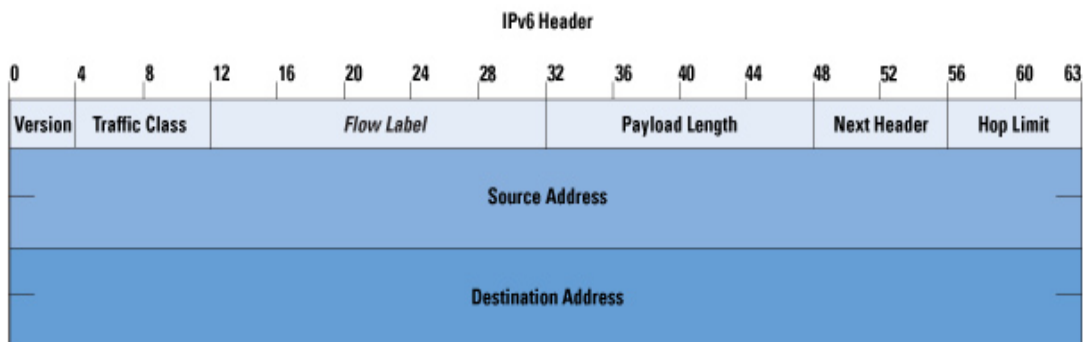 IPv6 Header
0 4 8 12 16 20 24 28 32 36 40 44 48 52 56 60 63
Version Traffic Class Flow Label Payload Length Next Header Hop Limit
Source Address
Destination Address